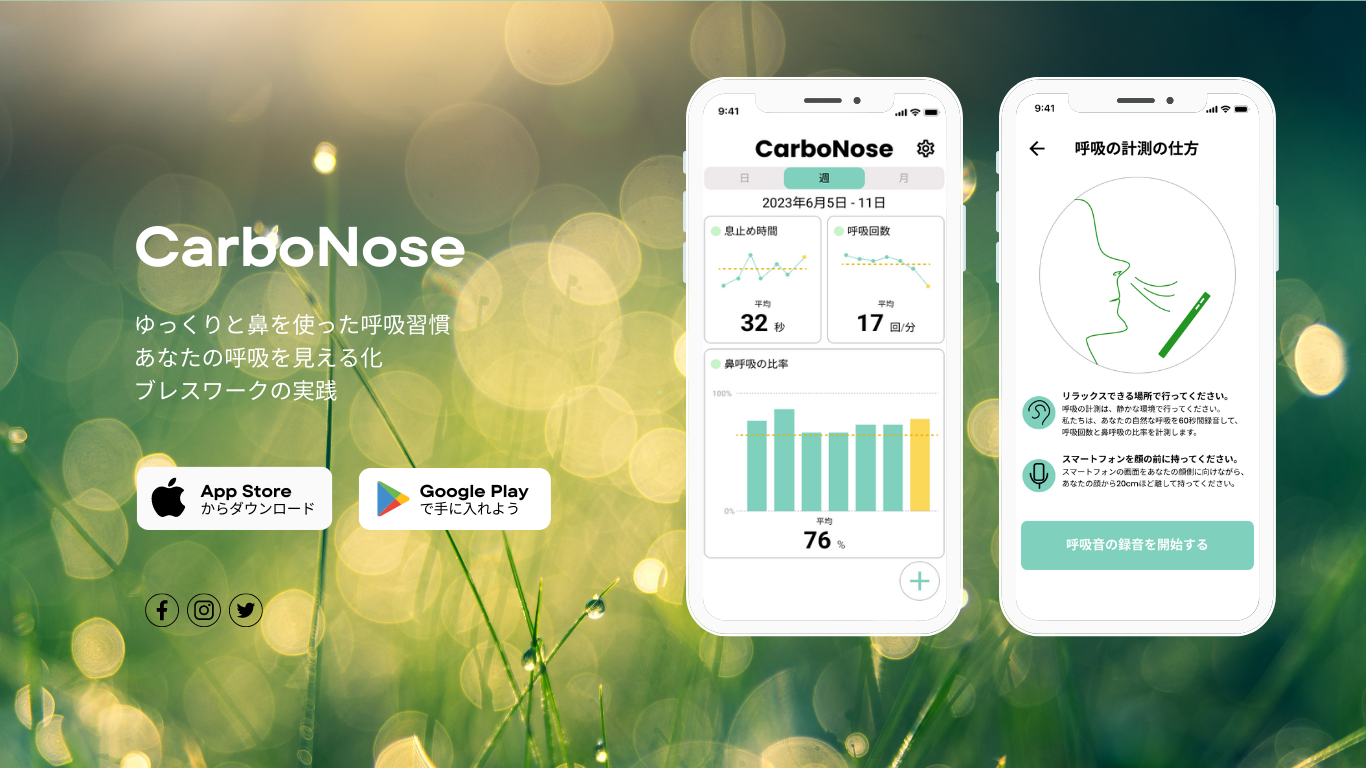 CarboNose
ゆっくりと鼻を使った呼吸習慣
あなたの呼吸を見える化
ブレスワークの実践
App Store
からダウンロード
Google Play
で手に入れよう
9:41
CarboNose
日 週 月
2023年6月5日 - 11日
息止め時間
平均
32 秒
呼吸回数
平均
17 回/分
鼻呼吸の比率
100%
0%
平均
76 %
9:41
呼吸の計測の仕方
リラックスできる場所で行ってください。
呼吸の計測は、静かな環境で行ってください。
私たちは、あなたの自然な呼吸を60秒間録音して、
呼吸回数と鼻呼吸の比率を計測します。
スマートフォンを顔の前に持ってください。
スマートフォンの画面をあなたの顔側に向けながら、
あなたの顔から20cmほど離して持ってください。
呼吸音の録音を開始する